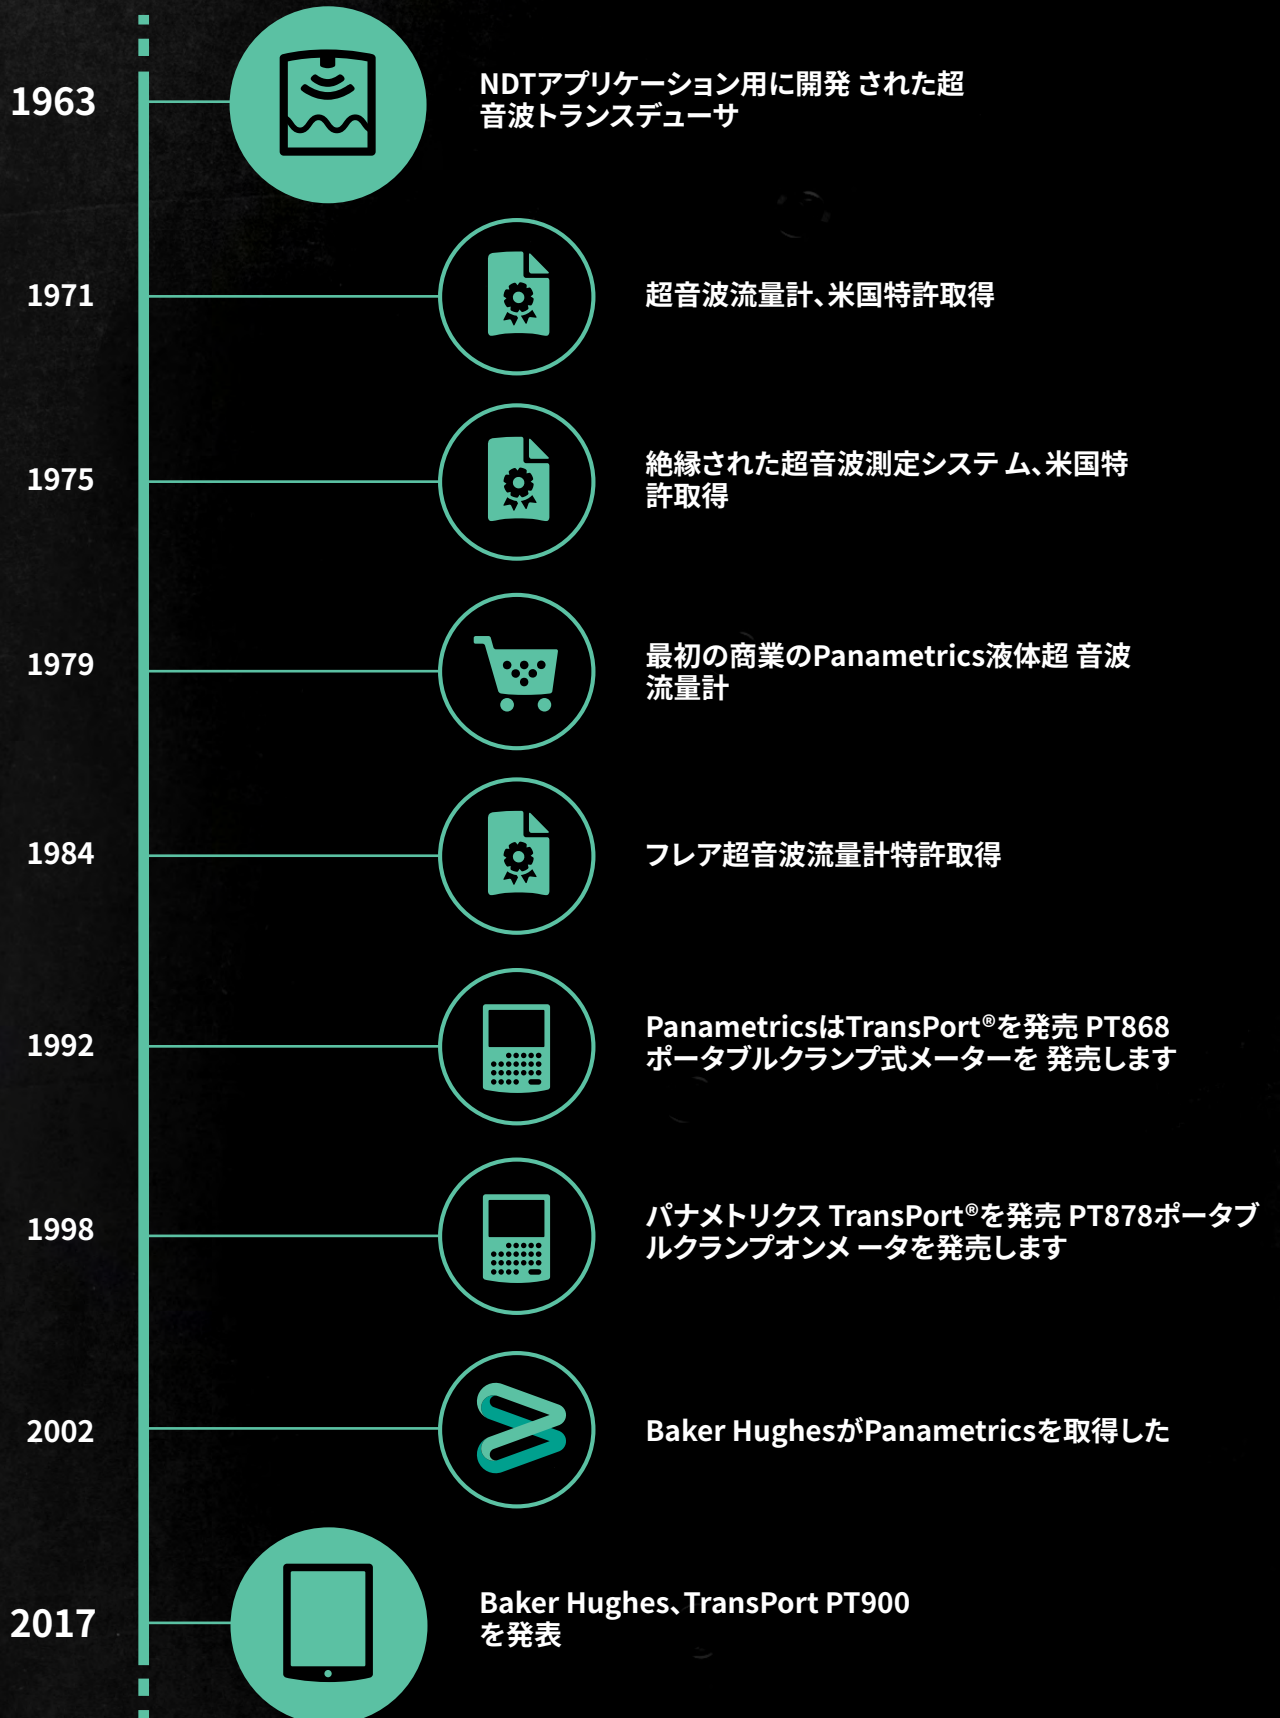 1963
NDTアプリケーション用に開発 された超
音波トランスデューサ
1971
超音波流量計、米国特許取得
1975
絶縁された超音波測定システ ム、米国特
許取得
1979
最初の商業のPanametrics液体超 音波
流量計
1984
フレア超音波流量計特許取得
1992
PanametricsはTransPort®を発売 PT868
ポータブルクランプ式メーターを 発売します
1998
パナメトリクス TransPort®を発売 PT878ポータブ
ルクランプオンメ ータを発売します
2002
Baker HughesがPanametricsを取得した
2017
Baker Hughes、TransPort PT900
を発表